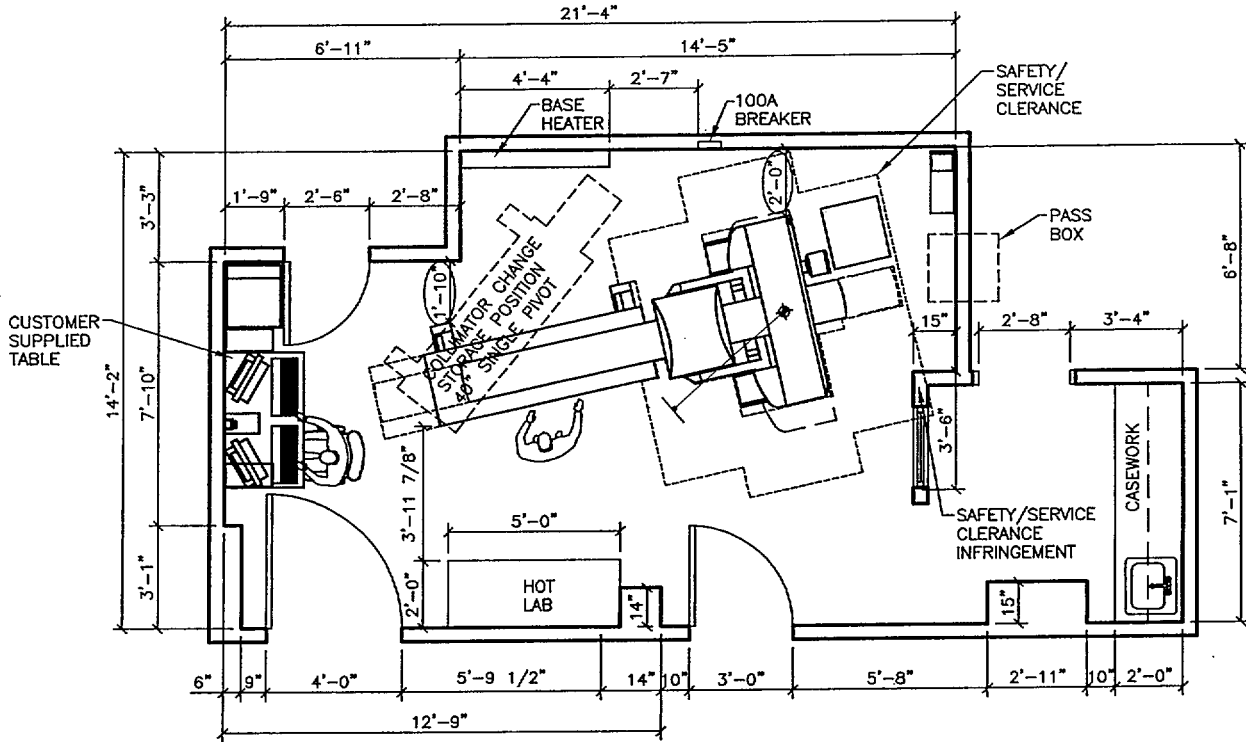 21'-4"
6'-11"
14'-5"
4'-4"
2'-7"
SAFETY/
SERVICE
CLERANCE
BASE
HEATER
100A
BREAKER
3'-3"
1'-9"
2'-6"
2'-8"
2'-0"
PASS
BOX
6'-8"
1'-10"
COLUMATOR CHANGE
STORAGE POSITION
40" SINGLE PIVOT
CUSTOMER
SUPPLIED
TABLE
15"
2'-8"
3'-4"
14'-2"
7'-10"
3'-6"
CASEWORK
7'-1"
3'-11 7/8"
5'-0"
SAFETY/SERVICE
CLERANCE
INFRINGEMENT
3'-1"
2'-0"
HOT
LAB
14"
15"
6"
9"
4'-0"
5'-9 1/2"
14"
10"
3'-0"
5'-8"
2'-11"
10"
2'-0"
12'-9"